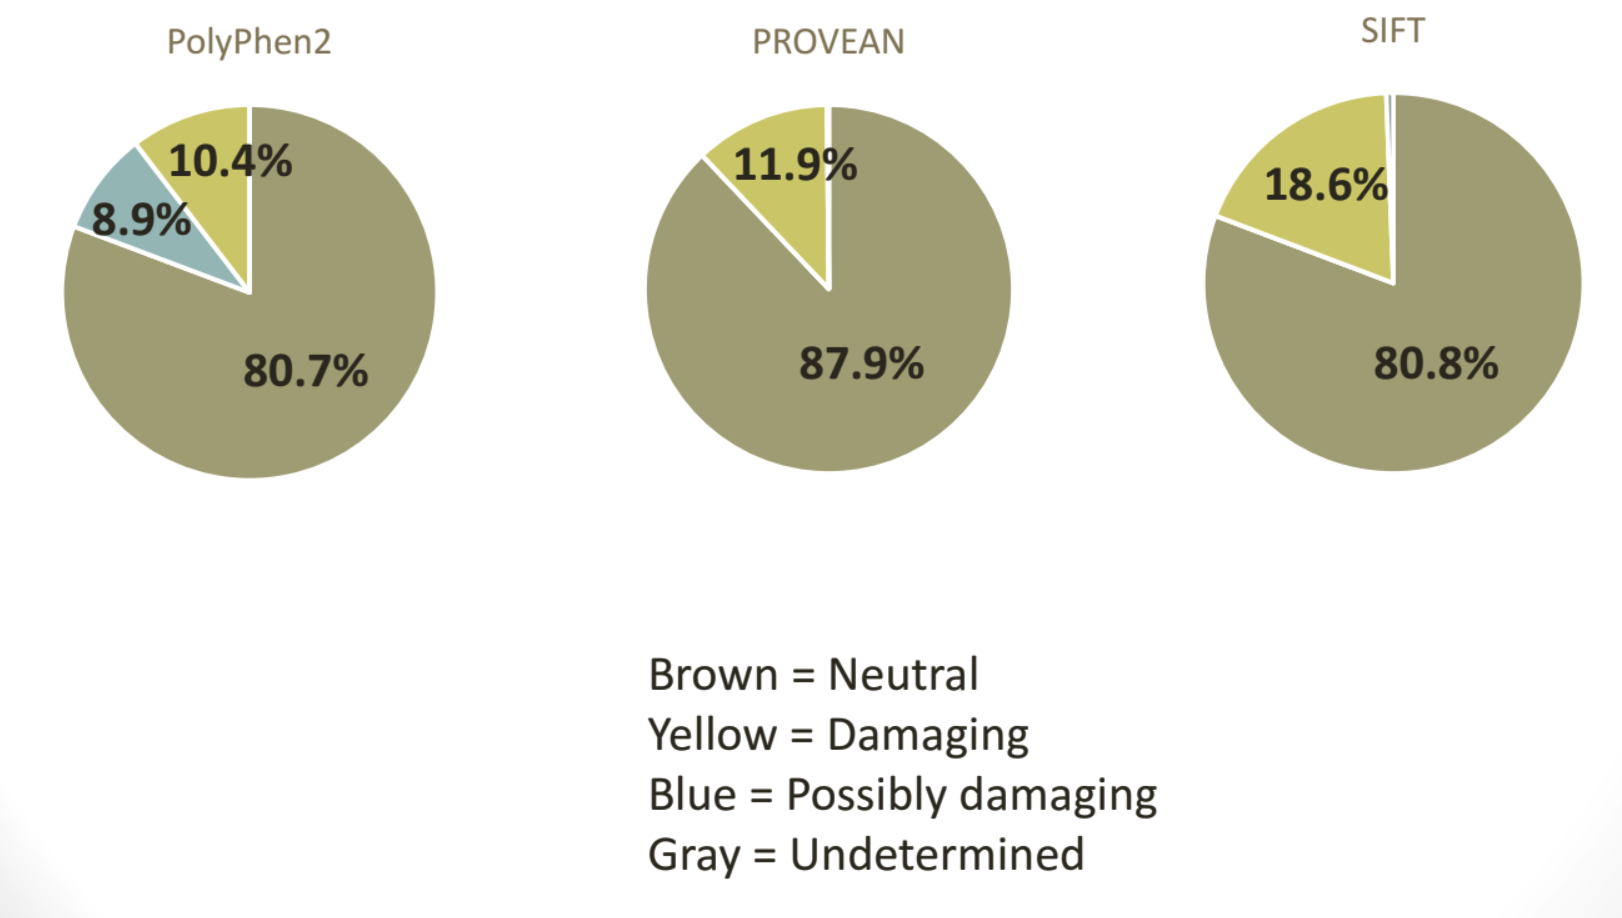 PolyPhen2
10.4%
8.9%
80.7%
PROVEAN
11.9%
87.9%
SIFT
18.6%
80.8%
Brown = Neutral
Yellow = Damaging
Blue = Possibly damaging
Gray = Undetermined